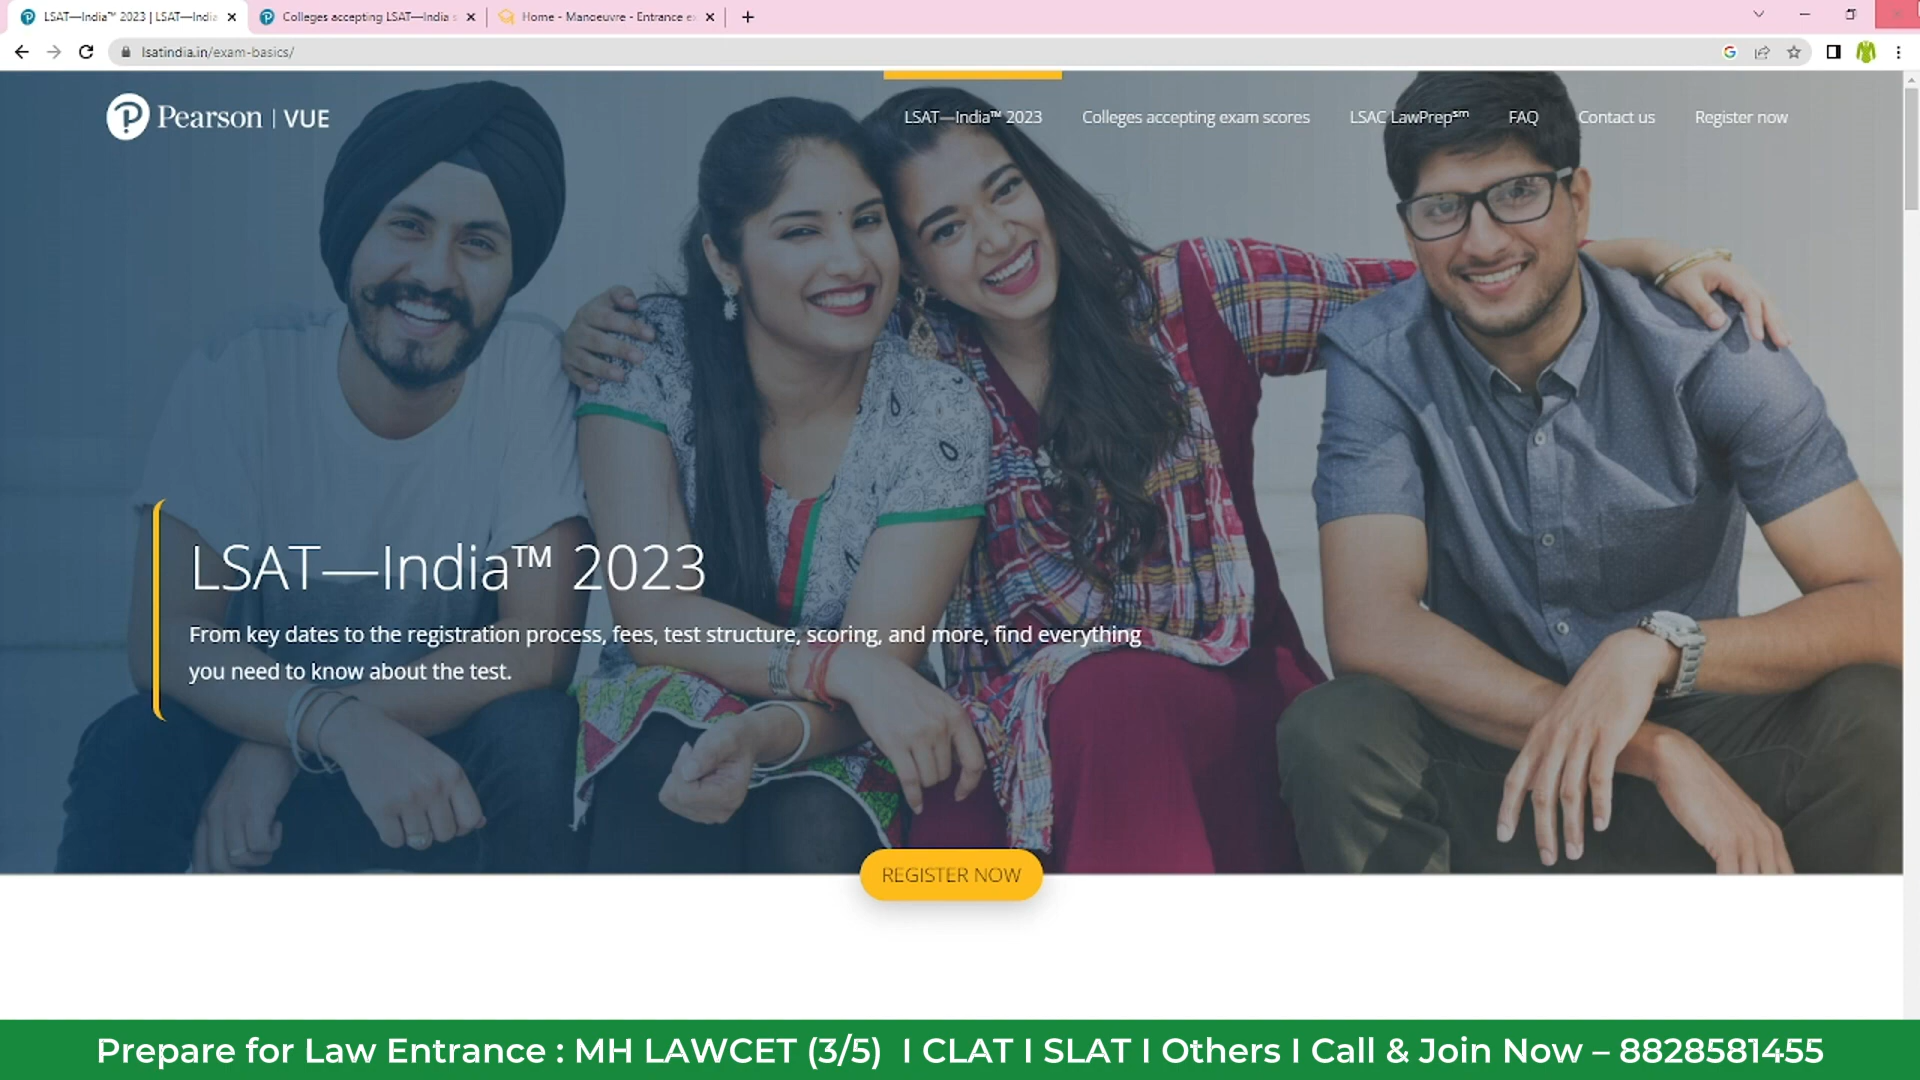 LSAT—India™ 2023 | LSAT—India
Colleges accepting LSAT—India s
Home - Manoeuvre - Entrance e
lsatindia.in/exam-basics/
Pearson | VUE
LSAT—India™ 2023
Colleges accepting exam scores
LSAC LawPrep℠
FAQ
Contact us
Register now
LSAT—India™ 2023
From key dates to the registration process, fees, test structure, scoring, and more, find everything
you need to know about the test.
REGISTER NOW
Prepare for Law Entrance : MH LAWCET (3/5) I CLAT I SLAT I Others I Call & Join Now – 8828581455